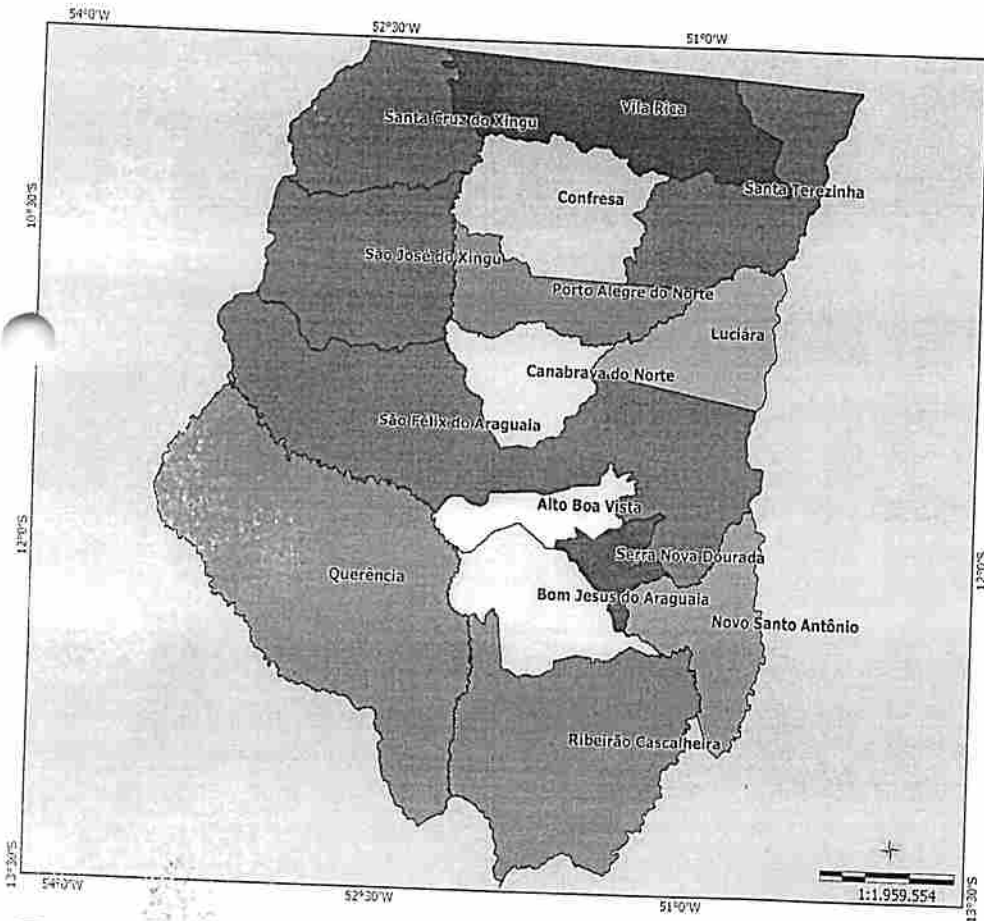 54°0'W
52°30'W
51°0'W
Vila Rica
Santa Cruz do Xingu
10°30'S
Santa Terezinha
Confresa
São José do Xingu
Porto Alegre do Norte
Luciára
Canabrava do Norte
São Félix do Araguaia
Alto Boa Vista
12°0'S
Serra Nova Dourada
12°0'S
Querência
Bom Jesus do Araguaia
Novo Santo Antônio
Ribeirão Cascalheira
13°30'S
1:1.959.554
13°30'S
54°0'W
52°30'W
51°0'W